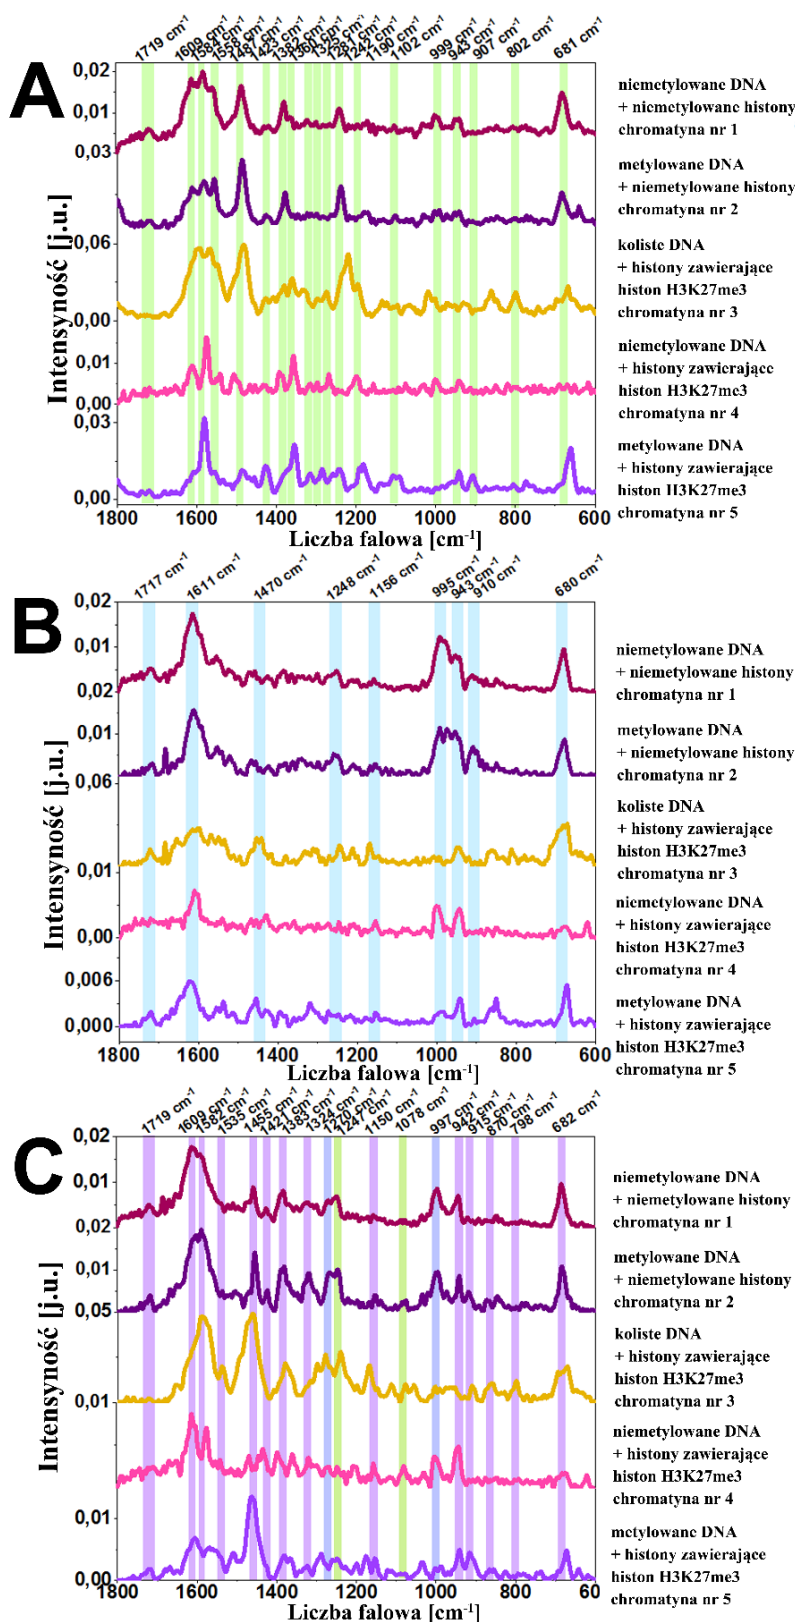 1719 cm⁻¹
1609 cm⁻¹
1582 cm⁻¹
1558 cm⁻¹
1487 cm⁻¹
1423 cm⁻¹
1382 cm⁻¹
1281 cm⁻¹
1242 cm⁻¹
1190 cm⁻¹
1102 cm⁻¹
999 cm⁻¹
943 cm⁻¹
907 cm⁻¹
802 cm⁻¹
681 cm⁻¹
A
Intensyność [j.u.]
0,02
0,01
0,03
0,06
0,00
0,01
0,00
0,03
0,00
1800 1600 1400 1200 1000 800 600
Liczba falowa [cm⁻¹]
niemetylowane DNA
+ niemetylowane histony
chromatyna nr 1
metylowane DNA
+ niemetylowane histony
chromatyna nr 2
koliste DNA
+ histony zawierające
histon H3K27me3
chromatyna nr 3
niemetylowane DNA
+ histony zawierające
histon H3K27me3
chromatyna nr 4
metylowane DNA
+ histony zawierające
histon H3K27me3
chromatyna nr 5
1717 cm⁻¹
1611 cm⁻¹
1470 cm⁻¹
1248 cm⁻¹
1156 cm⁻¹
995 cm⁻¹
943 cm⁻¹
910 cm⁻¹
680 cm⁻¹
B
Intensyność [j.u.]
0,02
0,01
0,02
0,01
0,06
0,01
0,00
0,006
0,000
1800 1600 1400 1200 1000 800 600
Liczba falowa [cm⁻¹]
niemetylowane DNA
+ niemetylowane histony
chromatyna nr 1
metylowane DNA
+ niemetylowane histony
chromatyna nr 2
koliste DNA
+ histony zawierające
histon H3K27me3
chromatyna nr 3
niemetylowane DNA
+ histony zawierające
histon H3K27me3
chromatyna nr 4
metylowane DNA
+ histony zawierające
histon H3K27me3
chromatyna nr 5
1719 cm⁻¹
1609 cm⁻¹
1587 cm⁻¹
1535 cm⁻¹
1455 cm⁻¹
1421 cm⁻¹
1383 cm⁻¹
1324 cm⁻¹
1270 cm⁻¹
1247 cm⁻¹
1150 cm⁻¹
1078 cm⁻¹
997 cm⁻¹
915 cm⁻¹
870 cm⁻¹
798 cm⁻¹
682 cm⁻¹
C
Intensyność [j.u.]
0,02
0,01
0,02
0,01
0,05
0,01
0,01
0,00
1800 1600 1400 1200 1000 800 600
Liczba falowa [cm⁻¹]
niemetylowane DNA
+ niemetylowane histony
chromatyna nr 1
metylowane DNA
+ niemetylowane histony
chromatyna nr 2
koliste DNA
+ histony zawierające
histon H3K27me3
chromatyna nr 3
niemetylowane DNA
+ histony zawierające
histon H3K27me3
chromatyna nr 4
metylowane DNA
+ histony zawierające
histon H3K27me3
chromatyna nr 5